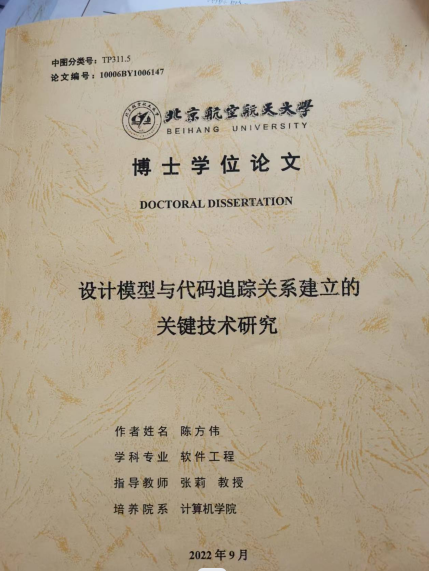 中图分类号：TP311.5
论文编号：10006BY1006147
北京航空航天大学
BEIHANG UNIVERSITY
博士学位论文
DOCTORAL DISSERTATION
设计模型与代码追踪关系建立的
关键技术研究
作者姓名 陈方伟
学科专业 软件工程
指导教师 张莉 教授
培养院系 计算机学院
2022 年 9 月